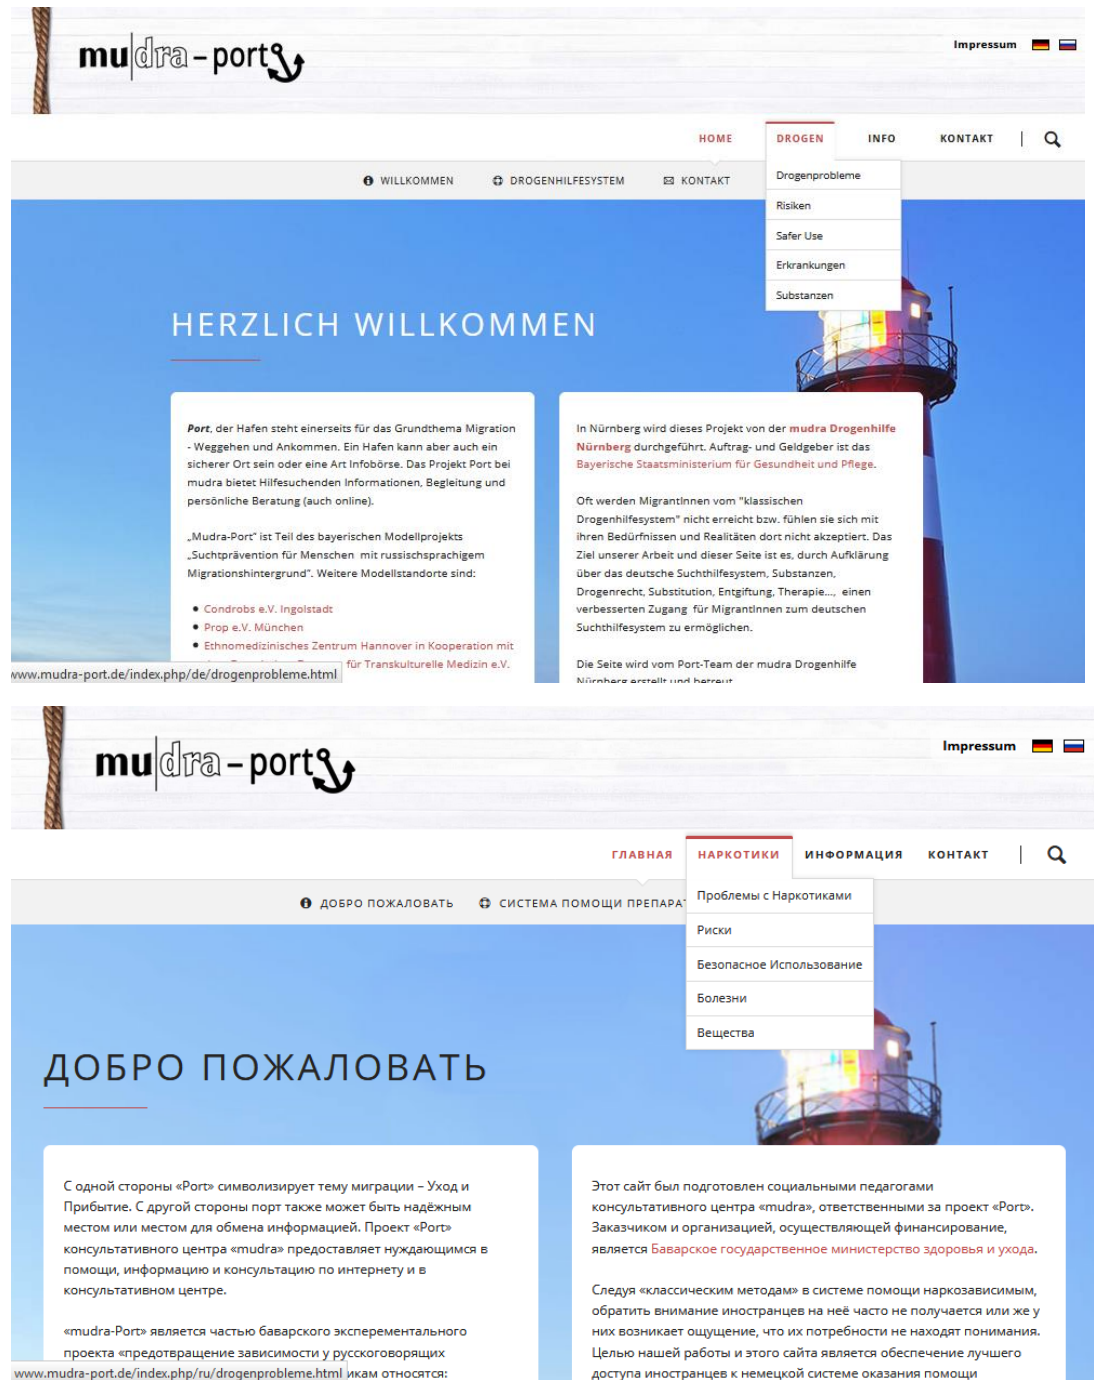 mudra – port
Impressum
HOME DROGEN INFO KONTAKT
WILLKOMMEN DROGENHILFESYSTEM KONTAKT
Drogenprobleme
Risiken
Safer Use
Erkrankungen
Substanzen
HERZLICH WILLKOMMEN
Port, der Hafen steht einerseits für das Grundthema Migration
- Weggehen und Ankommen. Ein Hafen kann aber auch ein
sicherer Ort sein oder eine Art Infobörse. Das Projekt Port bei
mudra bietet Hilfesuchenden Informationen, Begleitung und
persönliche Beratung (auch online).
„Mudra-Port" ist Teil des bayerischen Modellprojekts
„Suchtprävention für Menschen mit russischsprachigem
Migrationshintergrund". Weitere Modellstandorte sind:
• Condrobs e.V. Ingolstadt
• Prop e.V. München
• Ethnomedizinisches Zentrum Hannover in Kooperation mit
für Transkulturelle Medizin e.V.
www.mudra-port.de/index.php/de/drogenprobleme.html
In Nürnberg wird dieses Projekt von der mudra Drogenhilfe
Nürnberg durchgeführt. Auftrag- und Geldgeber ist das
Bayerische Staatsministerium für Gesundheit und Pflege.
Oft werden MigrantInnen vom "klassischen
Drogenhilfesystem" nicht erreicht bzw. fühlen sie sich mit
ihren Bedürfnissen und Realitäten dort nicht akzeptiert. Das
Ziel unserer Arbeit und dieser Seite ist es, durch Aufklärung
über das deutsche Suchthilfesystem, Substanzen,
Drogenrecht, Substitution, Entgiftung, Therapie..., einen
verbesserten Zugang für MigrantInnen zum deutschen
Suchthilfesystem zu ermöglichen.
Die Seite wird vom Port-Team der mudra Drogenhilfe
Nürnberg erstellt und betreut
mudra – port
Impressum
ГЛАВНАЯ НАРКОТИКИ ИНФОРМАЦИЯ КОНТАКТ
ДОБРО ПОЖАЛОВАТЬ СИСТЕМА ПОМОЩИ ПРЕПАРАТ
Проблемы с Наркотиками
Риски
Безопасное Использование
Болезни
Вещества
ДОБРО ПОЖАЛОВАТЬ
С одной стороны «Port» символизирует тему миграции – Уход и
Прибытие. С другой стороны порт также может быть надёжным
местом или местом для обмена информацией. Проект «Port»
консультативного центра «mudra» предоставляет нуждающимся в
помощи, информацию и консультацию по интернету и в
консультативном центре.
«mudra-Port» является частью баварского эксперементального
проекта «предотвращение зависимости у русскоговорящих
икам относятся:
www.mudra-port.de/index.php/ru/drogenprobleme.html
Этот сайт был подготовлен социальными педагогами
консультативного центра «mudra», ответственными за проект «Port».
Заказчиком и организацией, осуществляющей финансирование,
является Баварское государственное министерство здоровья и ухода.
Следуя «классическим методам» в системе помощи наркозависимым,
обратить внимание иностранцев на неё часто не получается или же у
них возникает ощущение, что их потребности не находят понимания.
Целью нашей работы и этого сайта является обеспечение лучшего
доступа иностранцев к немецкой системе оказания помощи